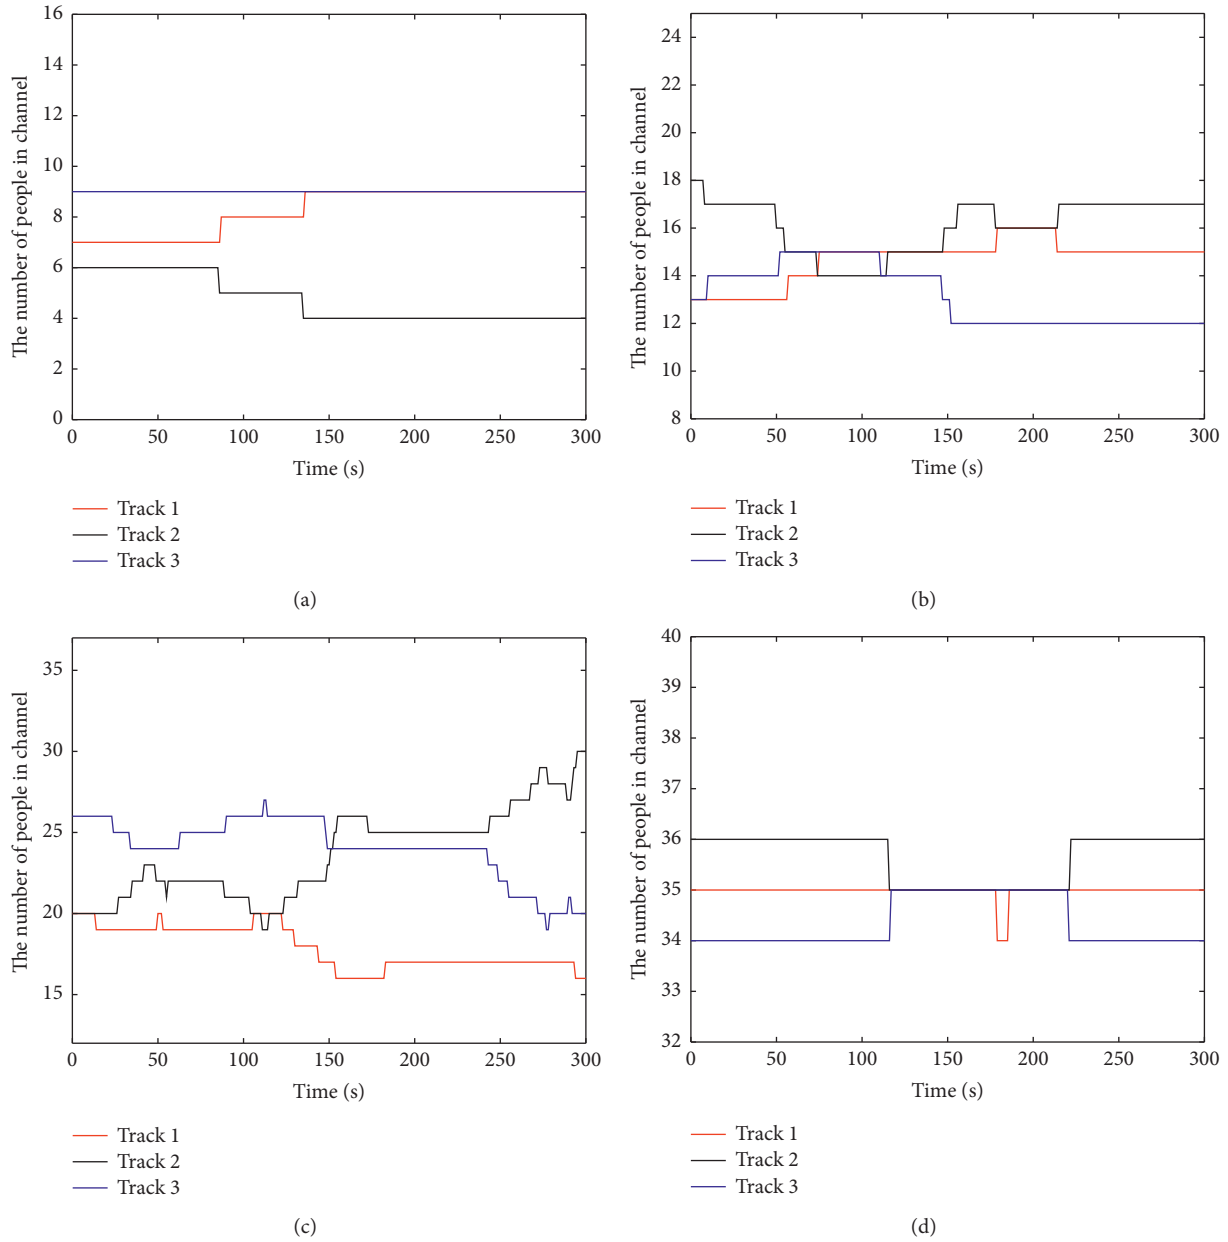 The number of people in channel
16
14
12
10
8
6
4
2
0
0 50 100 150 200 250 300
Time (s)
Track 1
Track 2
Track 3
(a)
The number of people in channel
24
22
20
18
16
14
12
10
8
0 50 100 150 200 250 300
Time (s)
Track 1
Track 2
Track 3
(b)
The number of people in channel
35
30
25
20
15
0 50 100 150 200 250 300
Time (s)
Track 1
Track 2
Track 3
(c)
The number of people in channel
40
39
38
37
36
35
34
33
32
0 50 100 150 200 250 300
Time (s)
Track 1
Track 2
Track 3
(d)